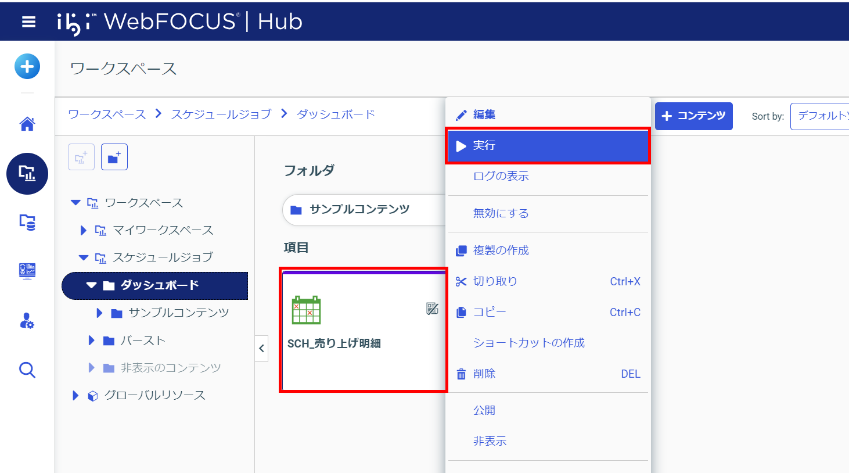 ibi™ WebFOCUS® | Hub
ワークスペース
ワークスペース > スケジュールジョブ > ダッシュボード
編集
+ コンテンツ
Sort by:
デフォルト
実行
ログの表示
無効にする
複製の作成
切り取り Ctrl+X
コピー Ctrl+C
ショートカットの作成
削除 DEL
公開
非表示
ワークスペース
マイワークスペース
スケジュールジョブ
ダッシュボード
サンプルコンテンツ
バースト
非表示のコンテンツ
グローバルリソース
フォルダ
サンプルコンテンツ
項目
SCH_売り上げ明細